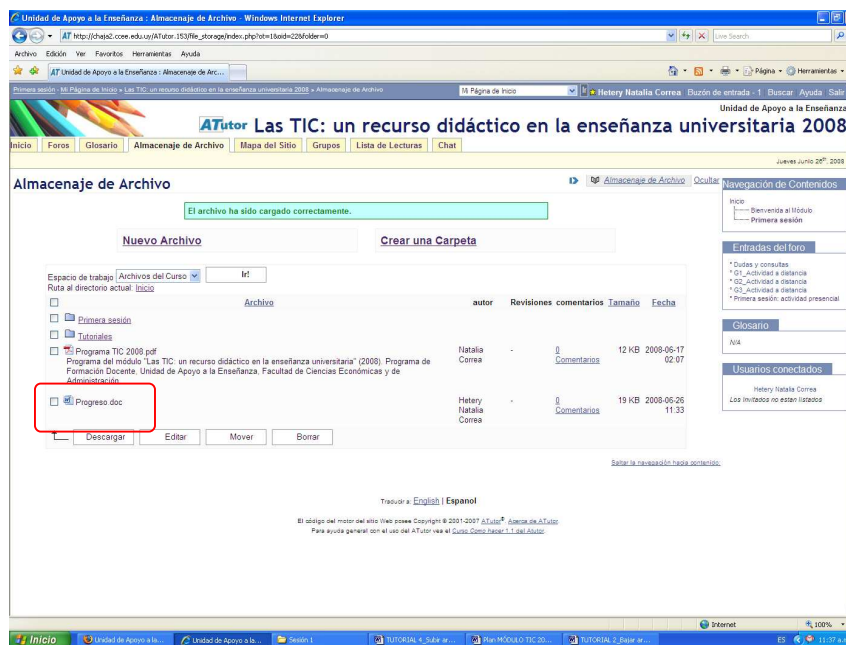 Unidad de Apoyo a la Enseñanza : Almacenaje de Archivo - Windows Internet Explorer
http://chaja2.ccee.edu.uy/ATutor.153/file_storage/index.php?ot=1&oid=22&folder=0
Live Search
Archivo Edición Ver Favoritos Herramientas Ayuda
AT Unidad de Apoyo a la Enseñanza : Almacenaje de Arc...
Página Herramientas
Primera sesión - Mi Página de Inicio » Las TIC: un recurso didáctico en la enseñanza universitaria 2008 » Almacenaje de Archivo
Mi Página de Inicio
Ir
Hetery Natalia Correa Buzón de entrada - 1 Buscar Ayuda Salir
Unidad de Apoyo a la Enseñanza
ATutor Las TIC: un recurso didáctico en la enseñanza universitaria 2008
Inicio Foros Glosario Almacenaje de Archivo Mapa del Sitio Grupos Lista de Lecturas Chat
Jueves Junio 26th, 2008
Almacenaje de Archivo
Almacenaje de Archivo Ocultar
El archivo ha sido cargado correctamente.
Nuevo Archivo Crear una Carpeta
Espacio de trabajo Archivos del Curso Ir!
Ruta al directorio actual: Inicio
Archivo autor Revisiones comentarios Tamaño Fecha
Primera sesión
Tutoriales
Programa TIC 2008.pdf
Programa del módulo "Las TIC: un recurso didáctico en la enseñanza universitaria" (2008). Programa de
Formación Docente, Unidad de Apoyo a la Enseñanza, Facultad de Ciencias Económicas y de
Administración
Natalia
Correa
-
0
Comentarios
12 KB
2008-06-17
02:07
Progreso.doc
Hetery
Natalia
Correa
-
0
Comentarios
19 KB
2008-06-26
11:33
Descargar Editar Mover Borrar
Saltar la navegación hacia contenido.
Navegación de Contenidos
Inicio
Bienvenida al Módulo
Primera sesión
Entradas del foro
* Dudas y consultas
* G1_Actividad a distancia
* G2_Actividad a distancia
* G3_Actividad a distancia
* Primera sesión: actividad presencial
Glosario
N/A
Usuarios conectados
Hetery Natalia Correa
Los invitados no estan listados
Traducir a: English | Espanol
El código del motor del sitio Web posee Copyright © 2001-2007 ATutor®. Acerca de ATutor.
Para ayuda general con el uso del ATutor vea el Curso Como hacer 1.1 del Atutor.
Internet 100%
Inicio
Unidad de Apoyo a la...
Unidad de Apoyo a la...
Sesión 1
TUTORIAL 4_Subir ar...
Plan MÓDULO TIC 20...
TUTORIAL 2_Bajar ar...
ES
11:37